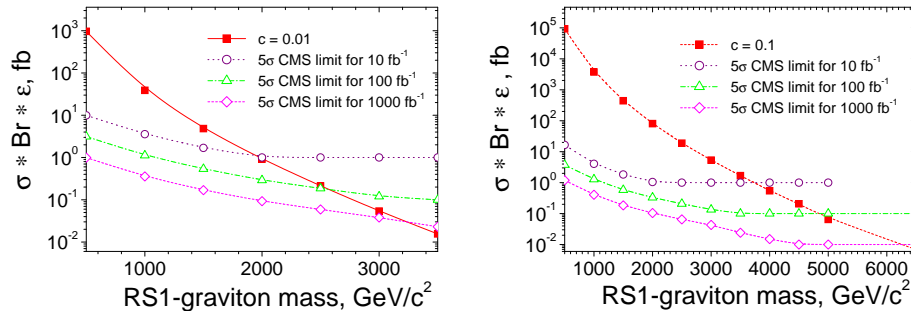 σ * Br * ε, fb
10³
10²
10¹
10⁰
10⁻¹
10⁻²
c = 0.01
5σ CMS limit for 10 fb⁻¹
5σ CMS limit for 100 fb⁻¹
5σ CMS limit for 1000 fb⁻¹
1000 2000 3000
RS1-graviton mass, GeV/c²
σ * Br * ε, fb
10⁵
10⁴
10³
10²
10¹
10⁰
10⁻¹
10⁻²
c = 0.1
5σ CMS limit for 10 fb⁻¹
5σ CMS limit for 100 fb⁻¹
5σ CMS limit for 1000 fb⁻¹
1000 2000 3000 4000 5000 6000
RS1-graviton mass, GeV/c²